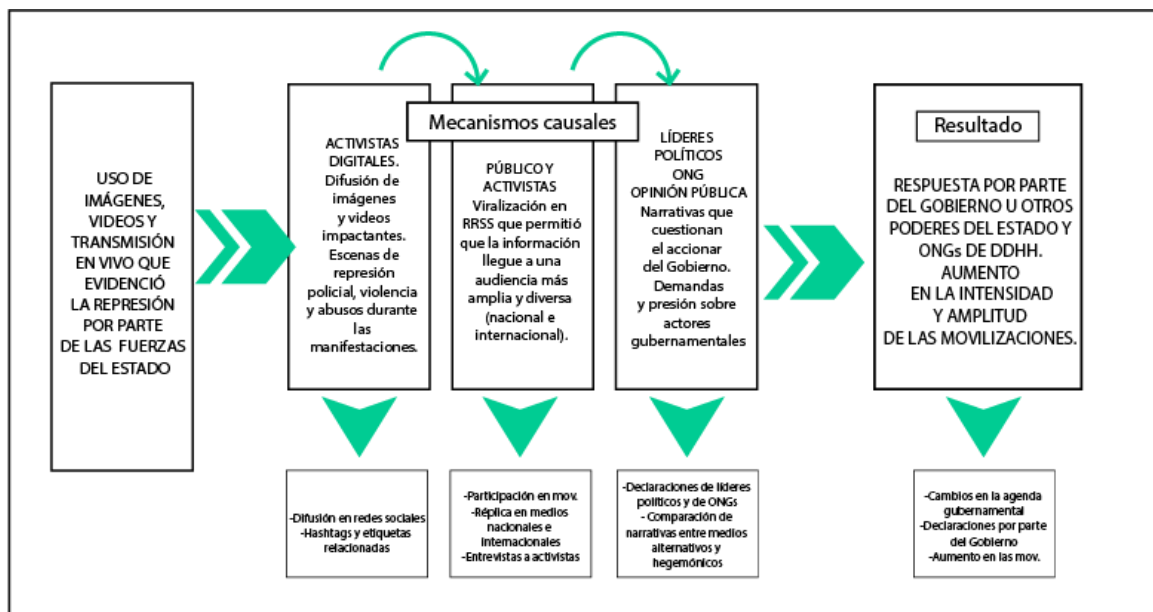 USO DE
IMÁGENES,
VIDEOS Y
TRANSMISIÓN
EN VIVO QUE
EVIDENCIÓ
LA REPRESIÓN
POR PARTE
DE LAS FUERZAS
DEL ESTADO
Mecanismos causales
ACTIVISTAS
DIGITALES.
Difusión de
imágenes
y videos
impactantes.
Escenas de
represión
policial, violencia
y abusos durante
las
manifestaciones.
PÚBLICO Y
ACTIVISTAS
Viralización en
RRSS que permitió
que la información
llegue a una
audiencia más
amplia y diversa
(nacional e
internacional).
LÍDERES
POLÍTICOS
ONG
OPINIÓN PÚBLICA
Narrativas que
cuestionan
el accionar
del Gobierno.
Demandas
y presión sobre
actores
gubernamentales
Resultado
RESPUESTA POR PARTE
DEL GOBIERNO U OTROS
PODERES DEL ESTADO Y
ONGs DE DDHH.
AUMENTO
EN LA INTENSIDAD
Y AMPLITUD
DE LAS MOVILIZACIONES.
-Difusión en redes sociales
-Hashtags y etiquetas
relacionadas
-Participación en mov.
-Réplica en medios
nacionales e
internacionales
-Entrevistas a activistas
-Declaraciones de líderes
políticos y de ONGs
- Comparación de
narrativas entre medios
alternativos y
hegemónicos
-Cambios en la agenda
gubernamental
-Declaraciones por parte
del Gobierno
-Aumento en las mov.